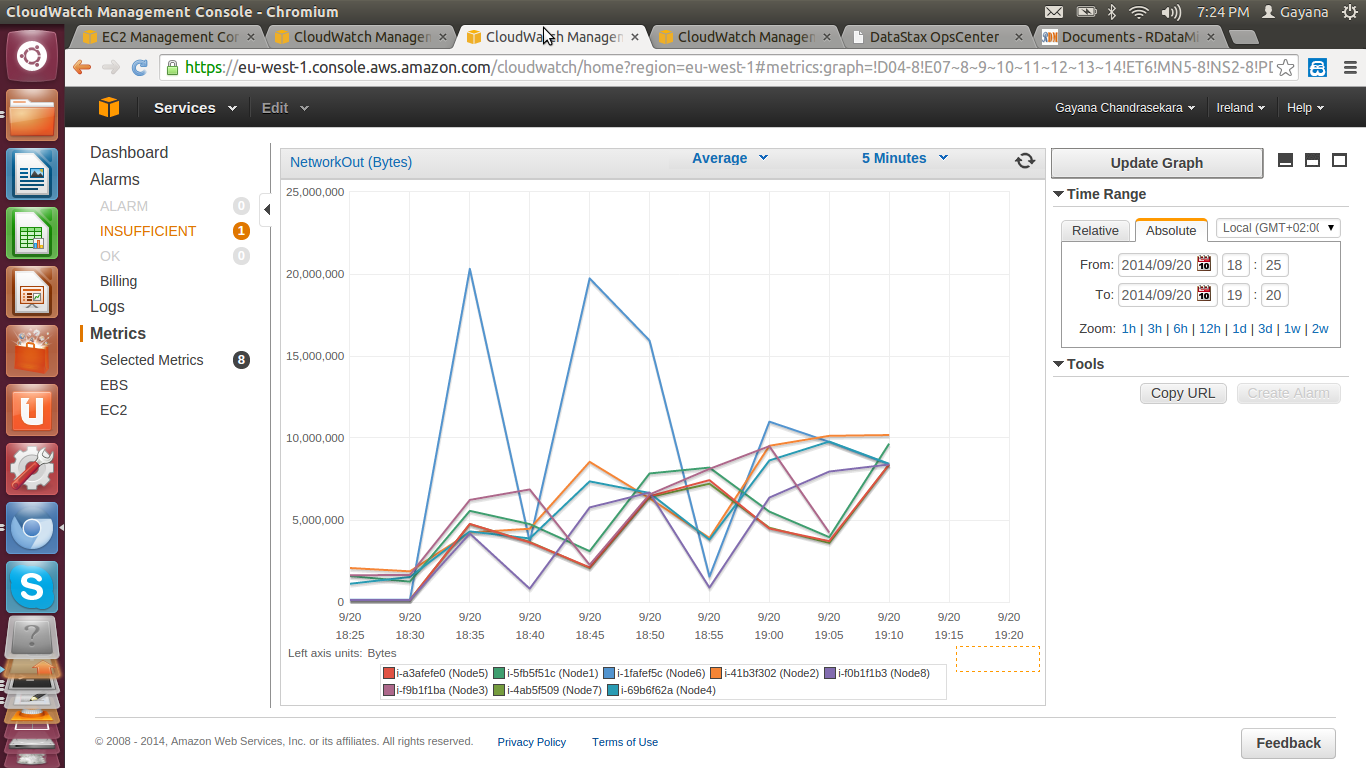 CloudWatch Management Console - Chromium
7:24 PM Gayana
EC2 Management Con × CloudWatch Managem × CloudWatch Managem × CloudWatch Managem × DataStax OpsCenter × Documents - RDataMi ×
https://eu-west-1.console.aws.amazon.com/cloudwatch/home?region=eu-west-1#metrics:graph=!D04-8!E07~8~9~10~11~12~13~14!ET6!MN5-8!NS2-8!PD
Services Edit Gayana Chandrasekara Ireland Help
Dashboard
Alarms
ALARM 0
INSUFFICIENT 1
OK 0
Billing
Logs
Metrics
Selected Metrics 8
EBS
EC2
NetworkOut (Bytes) Average 5 Minutes
25,000,000
20,000,000
15,000,000
10,000,000
5,000,000
0
9/20 9/20 9/20 9/20 9/20 9/20 9/20 9/20 9/20 9/20 9/20 9/20
18:25 18:30 18:35 18:40 18:45 18:50 18:55 19:00 19:05 19:10 19:15 19:20
Left axis units: Bytes
i-a3afefe0 (Node5) i-5fb5f51c (Node1) i-1fafef5c (Node6) i-41b3f302 (Node2) i-f0b1f1b3 (Node8)
i-f9b1f1ba (Node3) i-4ab5f509 (Node7) i-69b6f62a (Node4)
Update Graph
Time Range
Relative Absolute Local (GMT+02:00
From: 2014/09/20 10 18 : 25
To: 2014/09/20 10 19 : 20
Zoom: 1h | 3h | 6h | 12h | 1d | 3d | 1w | 2w
Tools
Copy URL Create Alarm
© 2008 - 2014, Amazon Web Services, Inc. or its affiliates. All rights reserved. Privacy Policy Terms of Use
Feedback